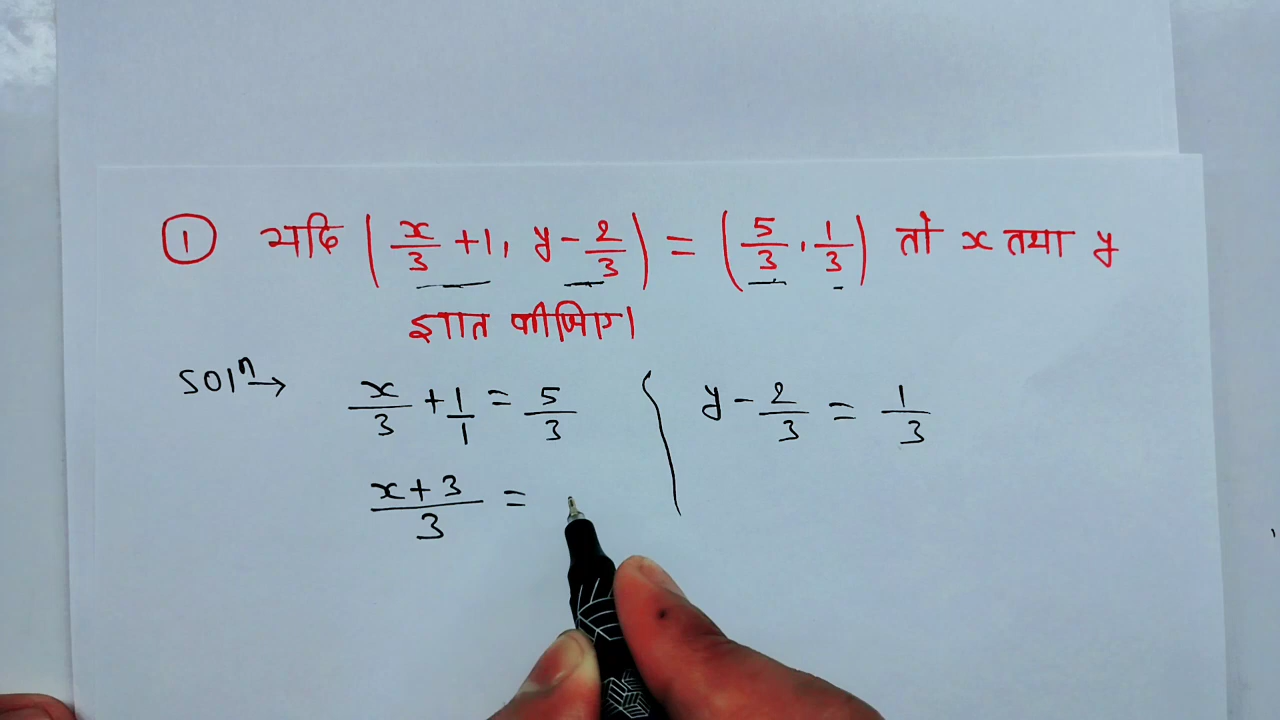 ① यदि (x/3 + 1, y - 2/3) = (5/3, 1/3) तो x तथा y
ज्ञात कीजिए।
Solⁿ → x/3 + 1/1 = 5/3
(x + 3)/3 =
y - 2/3 = 1/3